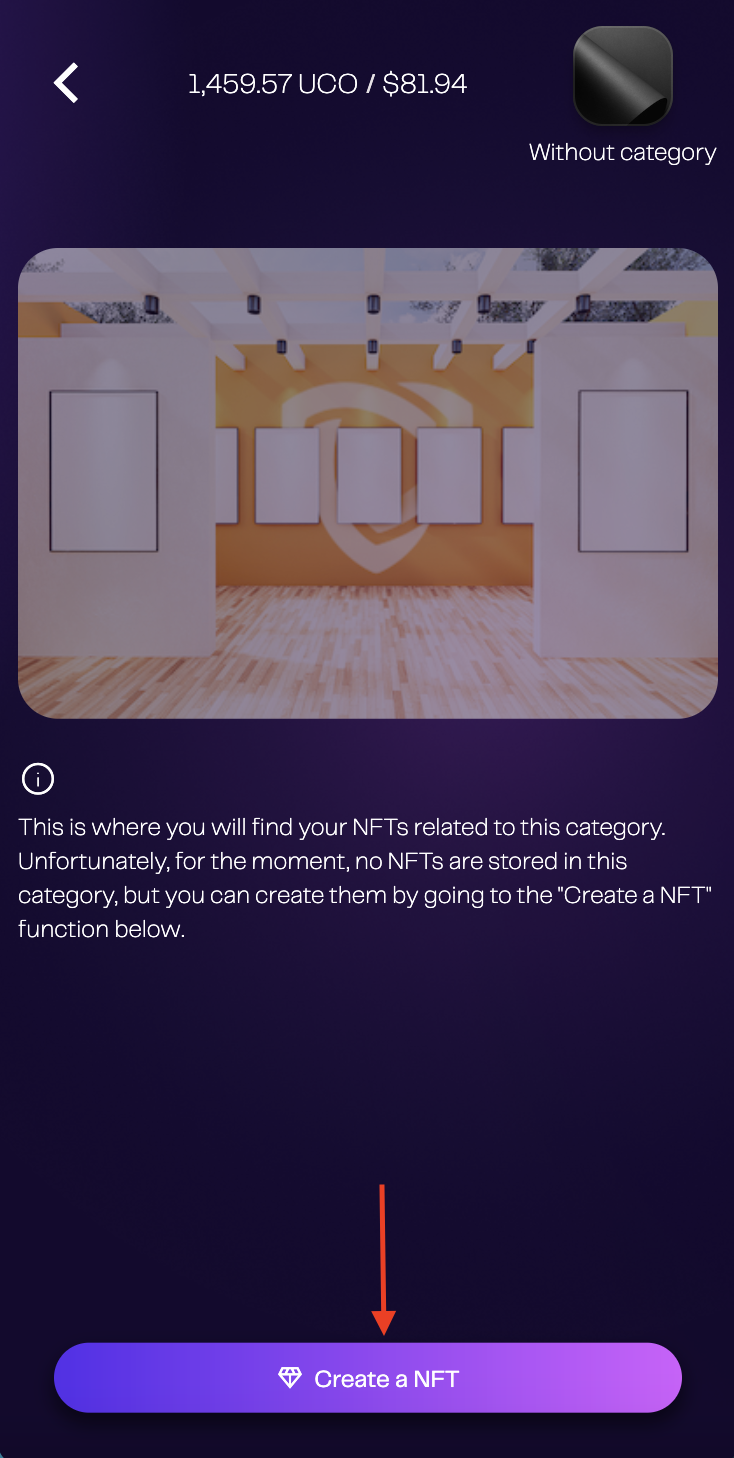 1,459.57 UCO / $81.94
Without category
This is where you will find your NFTs related to this category.
Unfortunately, for the moment, no NFTs are stored in this
category, but you can create them by going to the "Create a NFT"
function below.
Create a NFT